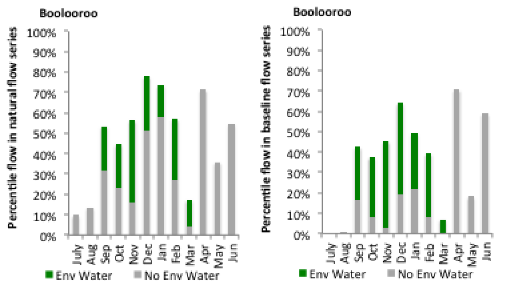 Boolooroo
Percentile flow in natural flow series
100%
90%
80%
70%
60%
50%
40%
30%
20%
10%
0%
July
Aug
Sep
Oct
Nov
Dec
Jan
Feb
Mar
Apr
May
Jun
Env Water
No Env Water
Boolooroo
Percentile flow in baseline flow series
100%
90%
80%
70%
60%
50%
40%
30%
20%
10%
0%
July
Aug
Sep
Oct
Nov
Dec
Jan
Feb
Mar
Apr
May
Jun
Env Water
No Env Water